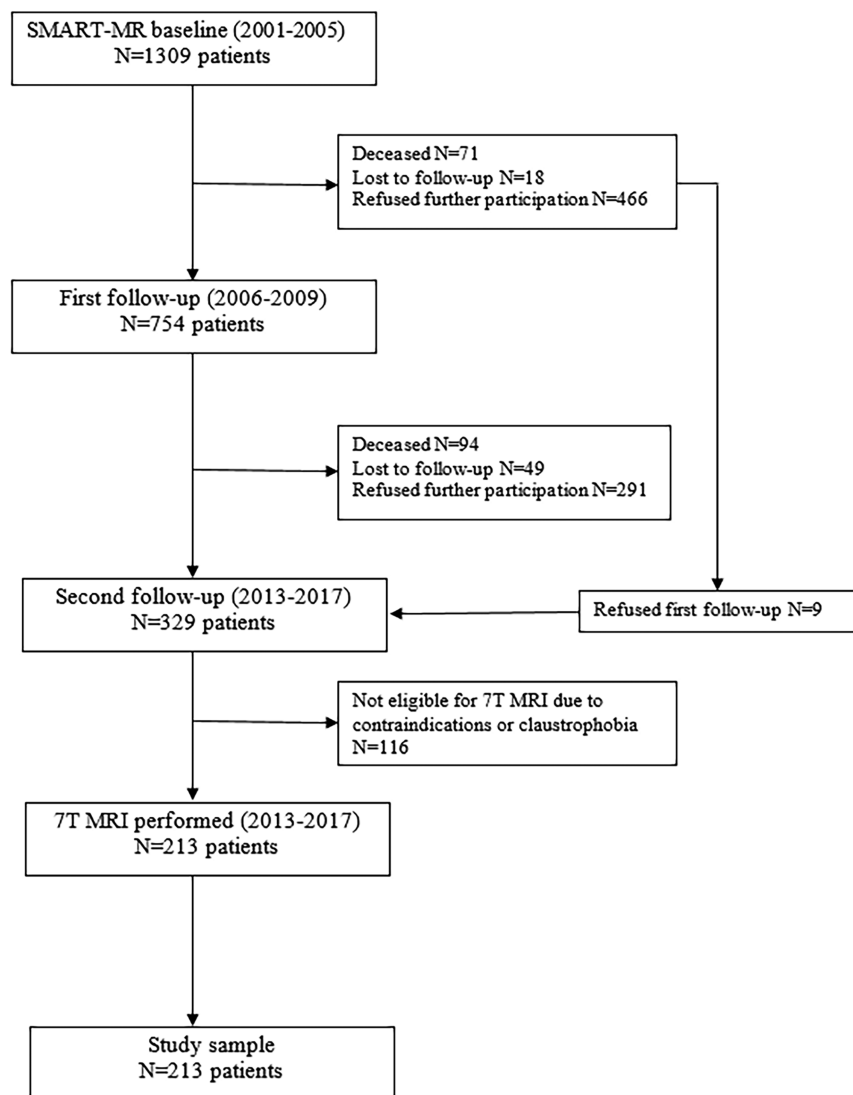 SMART-MR baseline (2001-2005)
N=1309 patients
Deceased N=71
Lost to follow-up N=18
Refused further participation N=466
First follow-up (2006-2009)
N=754 patients
Deceased N=94
Lost to follow-up N=49
Refused further participation N=291
Second follow-up (2013-2017)
N=329 patients
Refused first follow-up N=9
Not eligible for 7T MRI due to
contraindications or claustrophobia
N=116
7T MRI performed (2013-2017)
N=213 patients
Study sample
N=213 patients